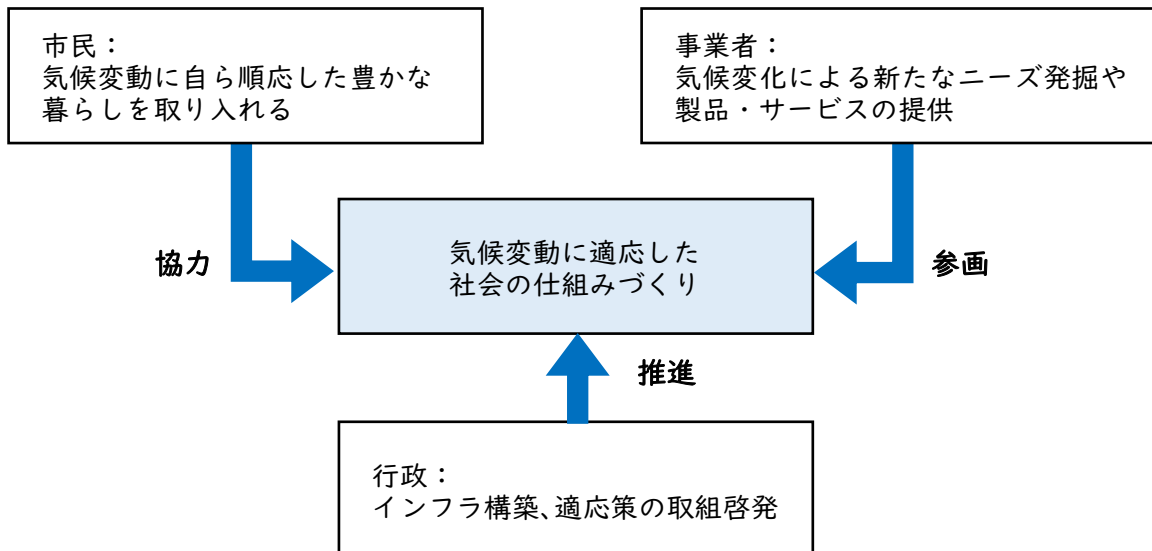 市民：
気候変動に自ら順応した豊かな
暮らしを取り入れる
事業者：
気候変化による新たなニーズ発掘や
製品・サービスの提供
協力
気候変動に適応した
社会の仕組みづくり
参画
推進
行政：
インフラ構築、適応策の取組啓発